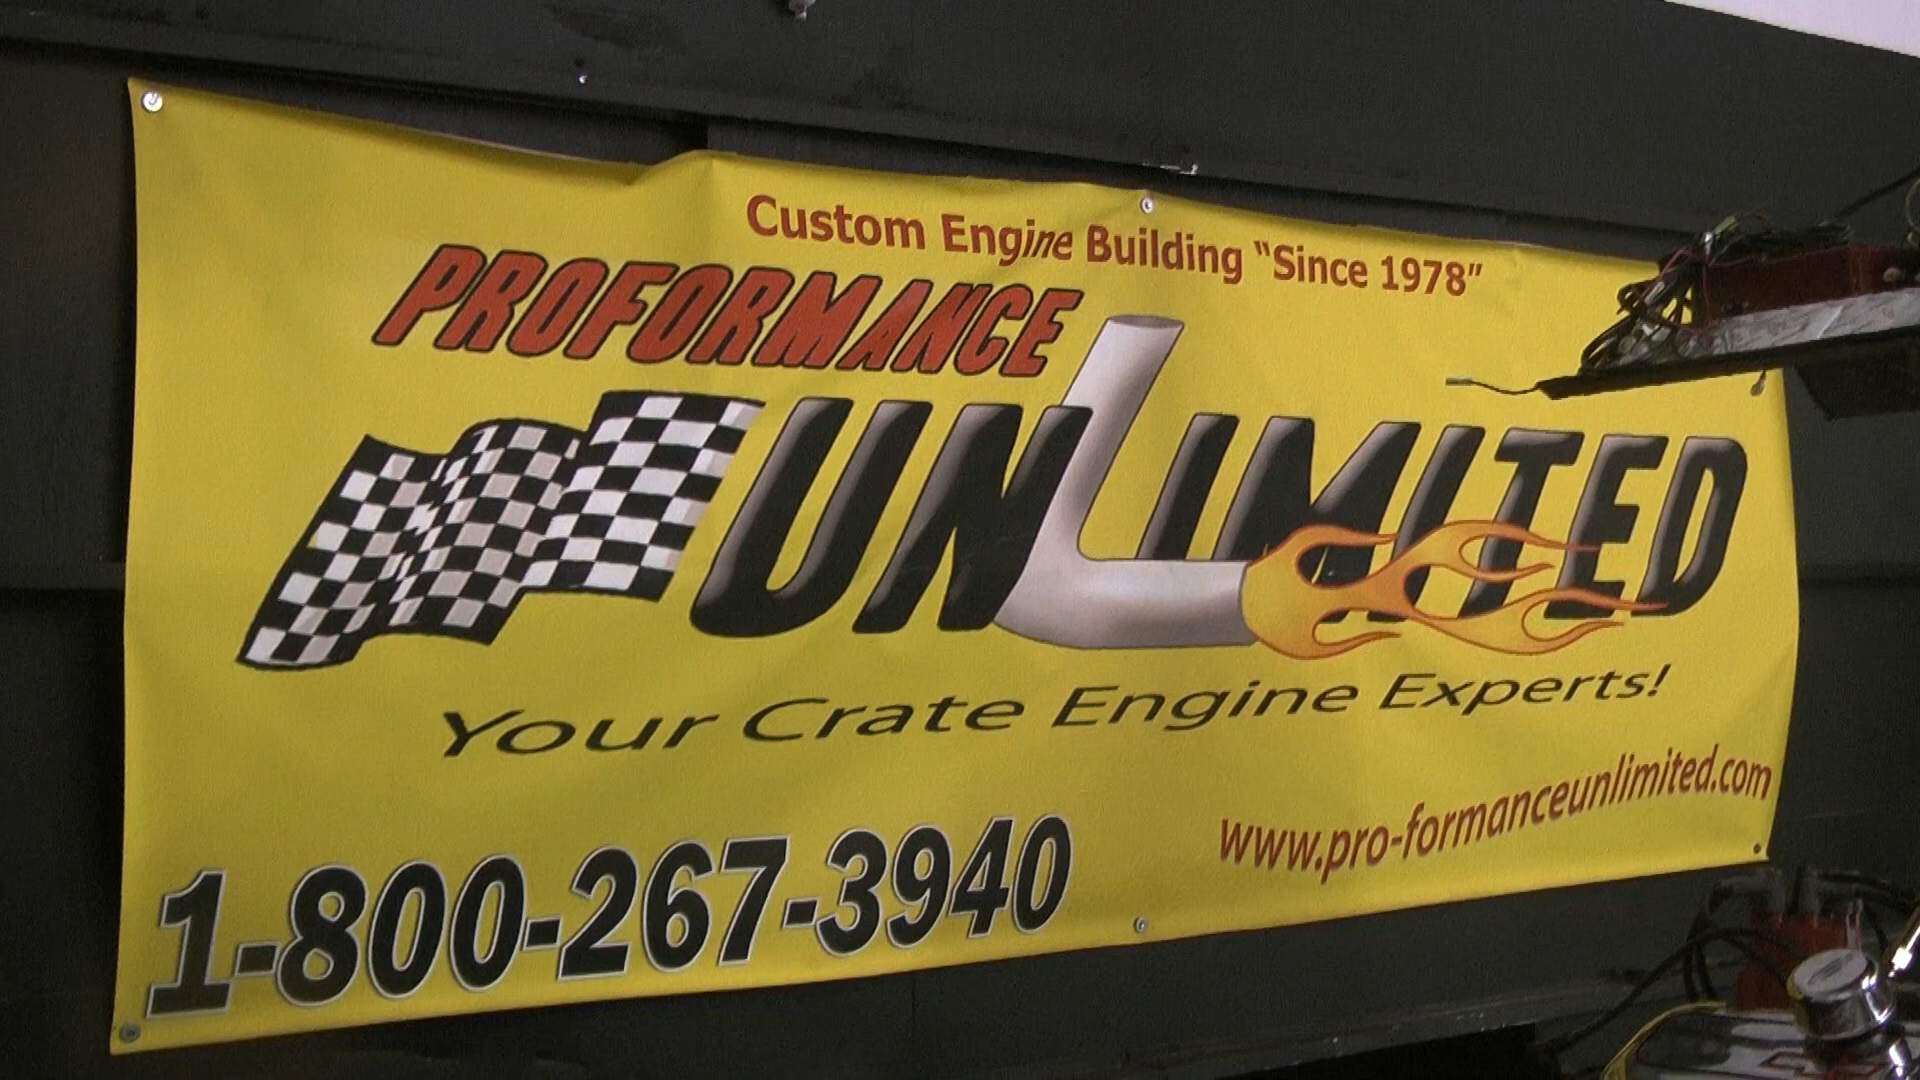 Custom Engine Building “Since 1978”
PROFORMANCE
UNLIMITED
Your Crate Engine Experts!
www.pro-formanceunlimited.com
1-800-267-3940